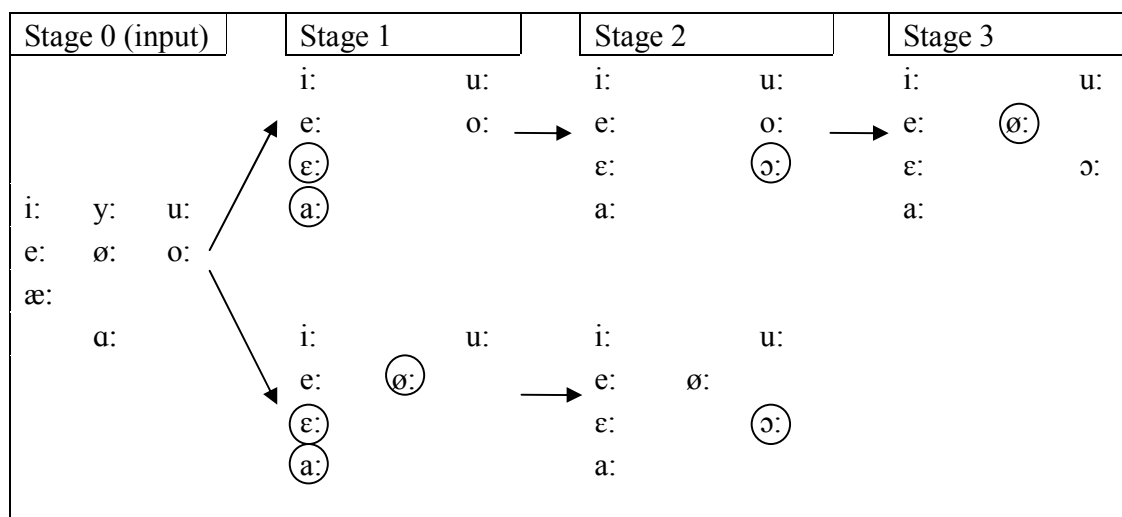 Stage 0 (input) Stage 1 Stage 2 Stage 3
i: u: i: u: i: u:
e: o: e: o: e: ø:
ɛ: ɛ: ɔ: ɛ: ɔ:
i: y: u: a: a: a:
e: ø: o:
æ:
ɑ: i: u: i: u:
e: ø: e: ø:
ɛ: ɛ: ɔ:
a: a: